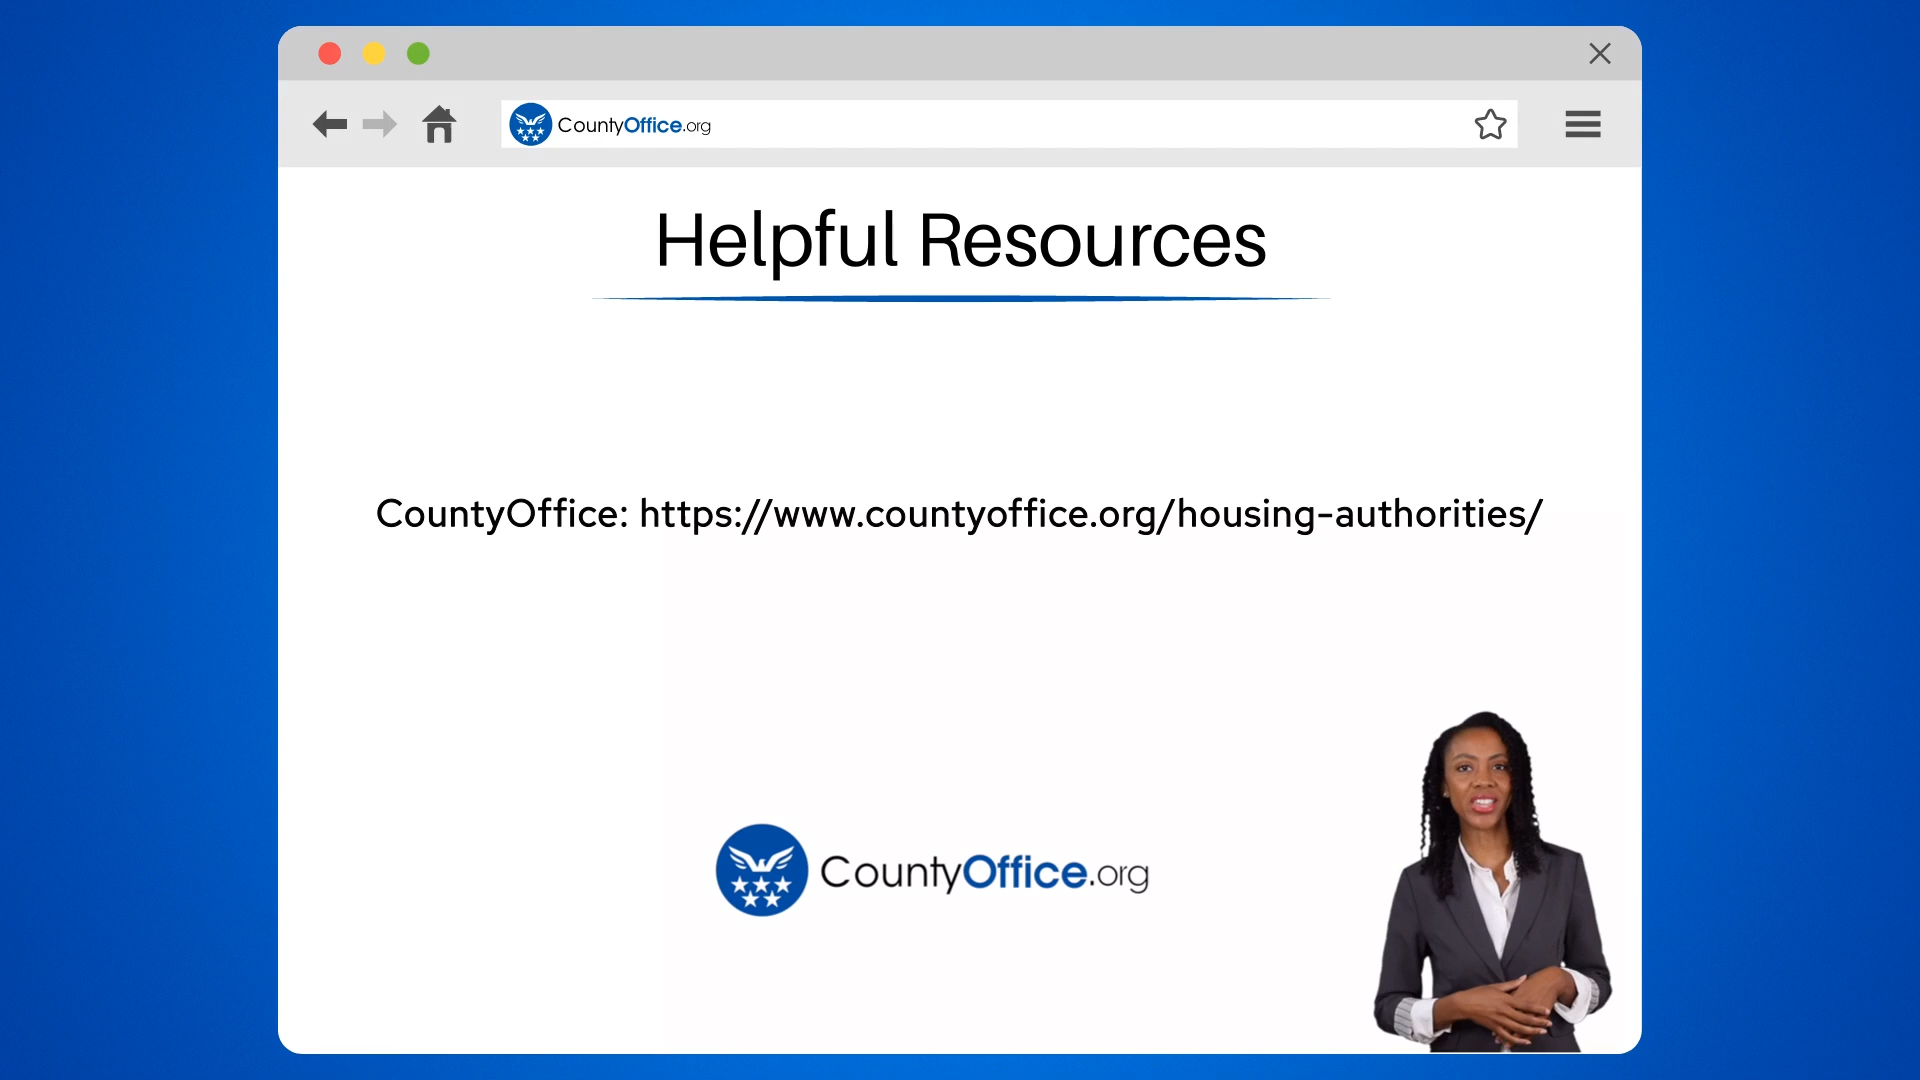 CountyOffice.org
Helpful Resources
CountyOffice: https://www.countyoffice.org/housing-authorities/
CountyOffice.org